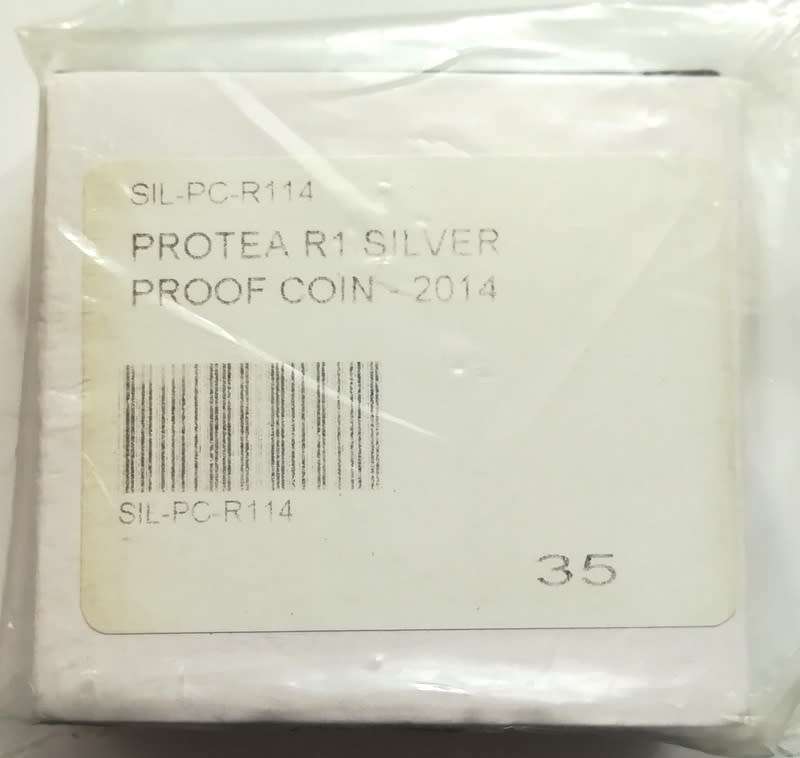 SIL-PC-R114
PROTEA R1 SILVER
PROOF COIN - 2014
SIL-PC-R114
35